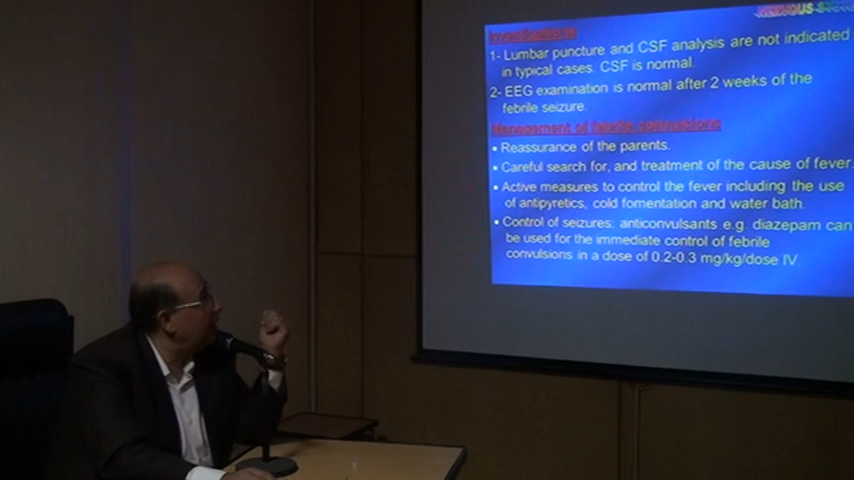 NERVOUS SYSTEM
Investigations
1- Lumbar puncture and CSF analysis are not indicated
in typical cases. CSF is normal.
2- EEG examination is normal after 2 weeks of the
febrile seizure.
Management of febrile convulsions
• Reassurance of the parents.
• Careful search for, and treatment of the cause of fever.
• Active measures to control the fever including the use
of antipyretics, cold fomentation and water bath.
• Control of seizures: anticonvulsants e.g. diazepam can
be used for the immediate control of febrile
convulsions in a dose of 0.2-0.3 mg/kg/dose IV.